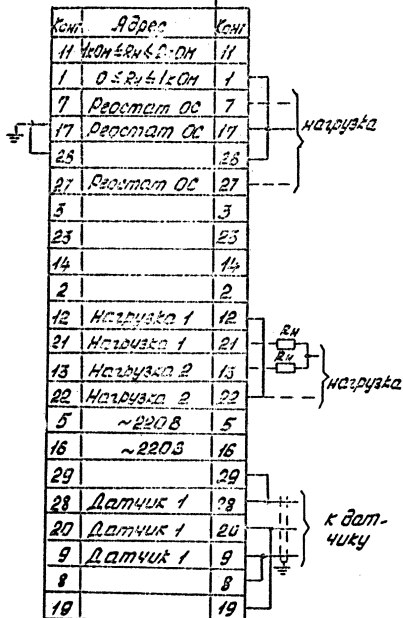 Конт Адрес Конт
11 1кОм≤Rн≤2кОм 11
1 0≤Rн≤1кОм 1
7 Реостат ОС 7
17 Реостат ОС 17
26 26
27 Реостат ОС 27
нагрузка
3 3
23 23
14 14
2 2
12 Нагрузка 1 12
21 Нагрузка 1 21 Rн
13 Нагрузка 2 13 Rн
22 Нагрузка 2 22
нагрузка
5 ~220В 5
16 ~220В 16
29 29
28 Датчик 1 28
20 Датчик 1 20
9 Датчик 1 9
к дат-
чику
8 8
19 19